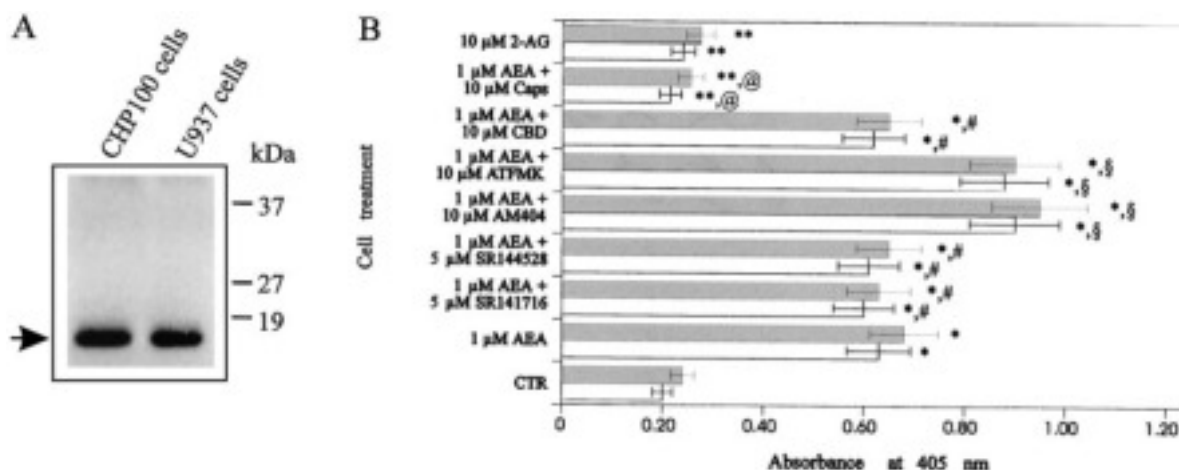 A
CHP100 cells
U937 cells
kDa
37
27
19
B
Cell treatment
10 µM 2-AG
**
**
1 µM AEA +
10 µM Caps
**,@
**,@
1 µM AEA +
10 µM CBD
*,#
*,#
1 µM AEA +
10 µM ATFMK
*,§
*,§
1 µM AEA +
10 µM AM404
*,§
*,§
1 µM AEA +
5 µM SR144528
*,#
*,#
1 µM AEA +
5 µM SR141716
*,#
*,#
1 µM AEA
*
*
CTR
0
0.20
0.40
0.60
0.80
1.00
1.20
Absorbance at 405 nm